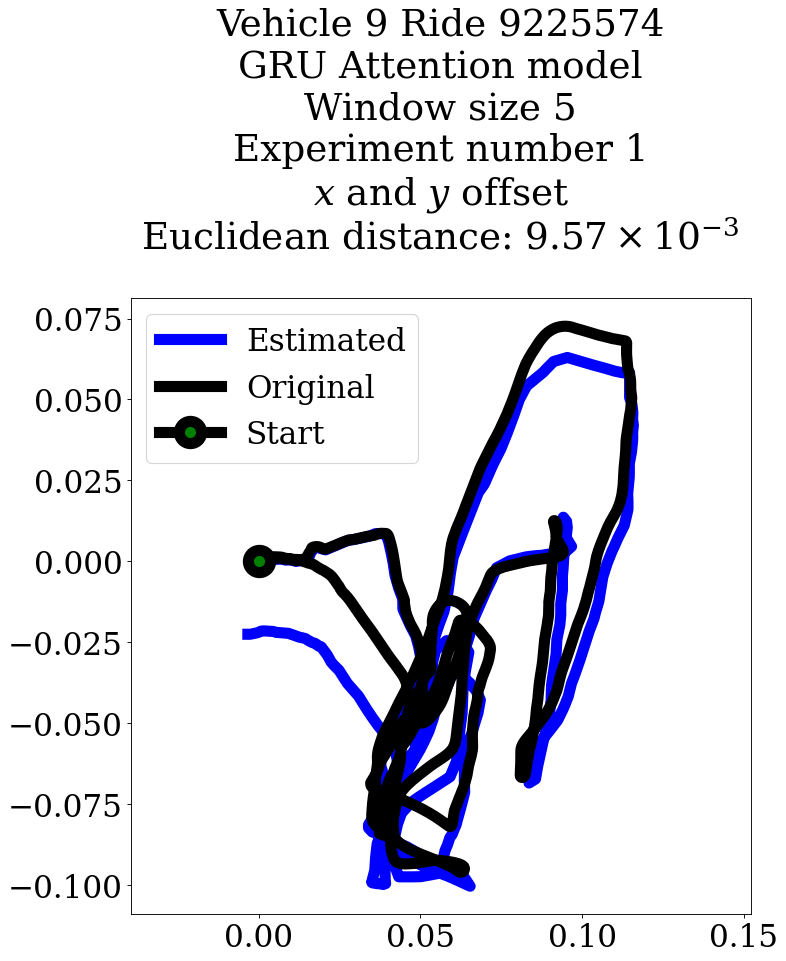 Vehicle 9 Ride 9225574
GRU Attention model
Window size 5
Experiment number 1
x and y offset
Euclidean distance: 9.57 × 10⁻³
Estimated
Original
Start
0.075
0.050
0.025
0.000
−0.025
−0.050
−0.075
−0.100
0.00 0.05 0.10 0.15